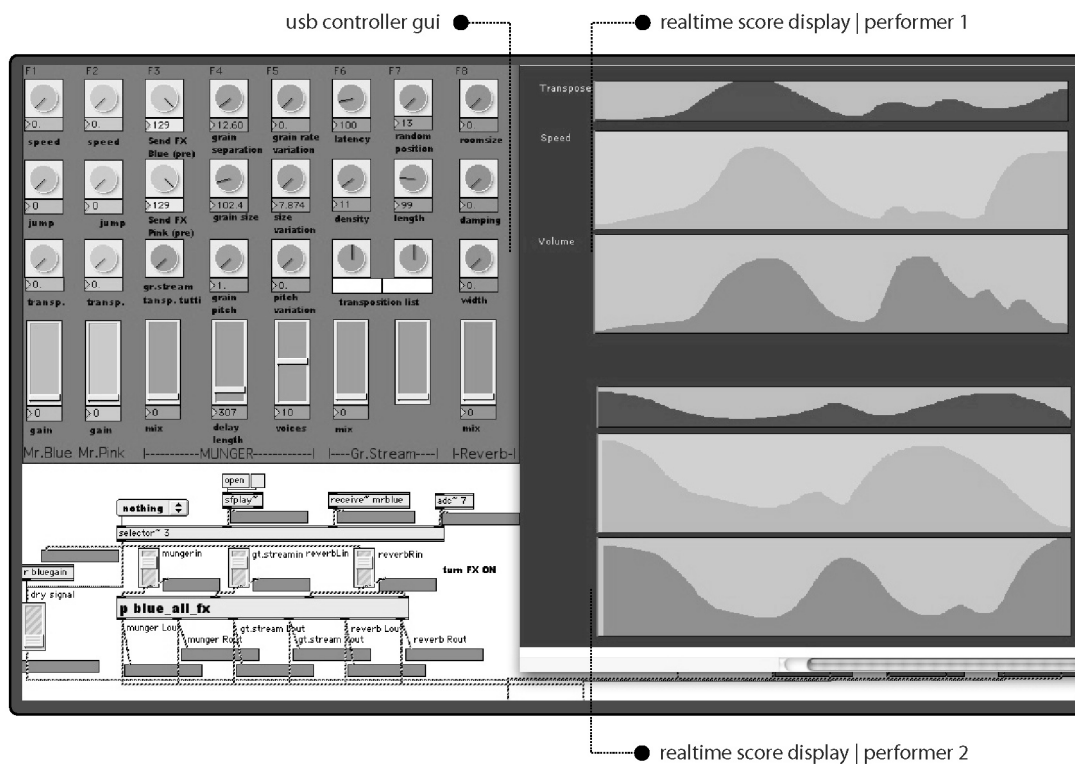 usb controller gui
realtime score display | performer 1
F1 F2 F3 F4 F5 F6 F7 F8
0. 0. 129 12.60 0. 100 13 0
speed speed Send FX Blue (pre) grain separation grain rate variation latency random position roomsize
0 0 129 102.4 7.874 11 99 0
jump jump Send FX Pink (pre) grain size size variation density length damping
0. 0. 1. 0. 0.
transp. transp. gr.stream tansp. tutti grain pitch pitch variation transposition list width
0 0 0 307 10 0 0
gain gain mix delay length voices mix mix
Mr.Blue Mr.Pink |--------MUNGER--------| |----Gr.Stream----| |-Reverb-|
Transpose
Speed
Volume
open
nothing sfplay~ receive~ mrblue adc~ 7
selector~ 3
mungerin gt.streamin reverbLin reverbRin
r bluegain
turn FX ON
dry signal
p blue_all_fx
munger Lout gt.stream Lout reverb Lout
munger Rout gt.stream Rout reverb Rout
realtime score display | performer 2